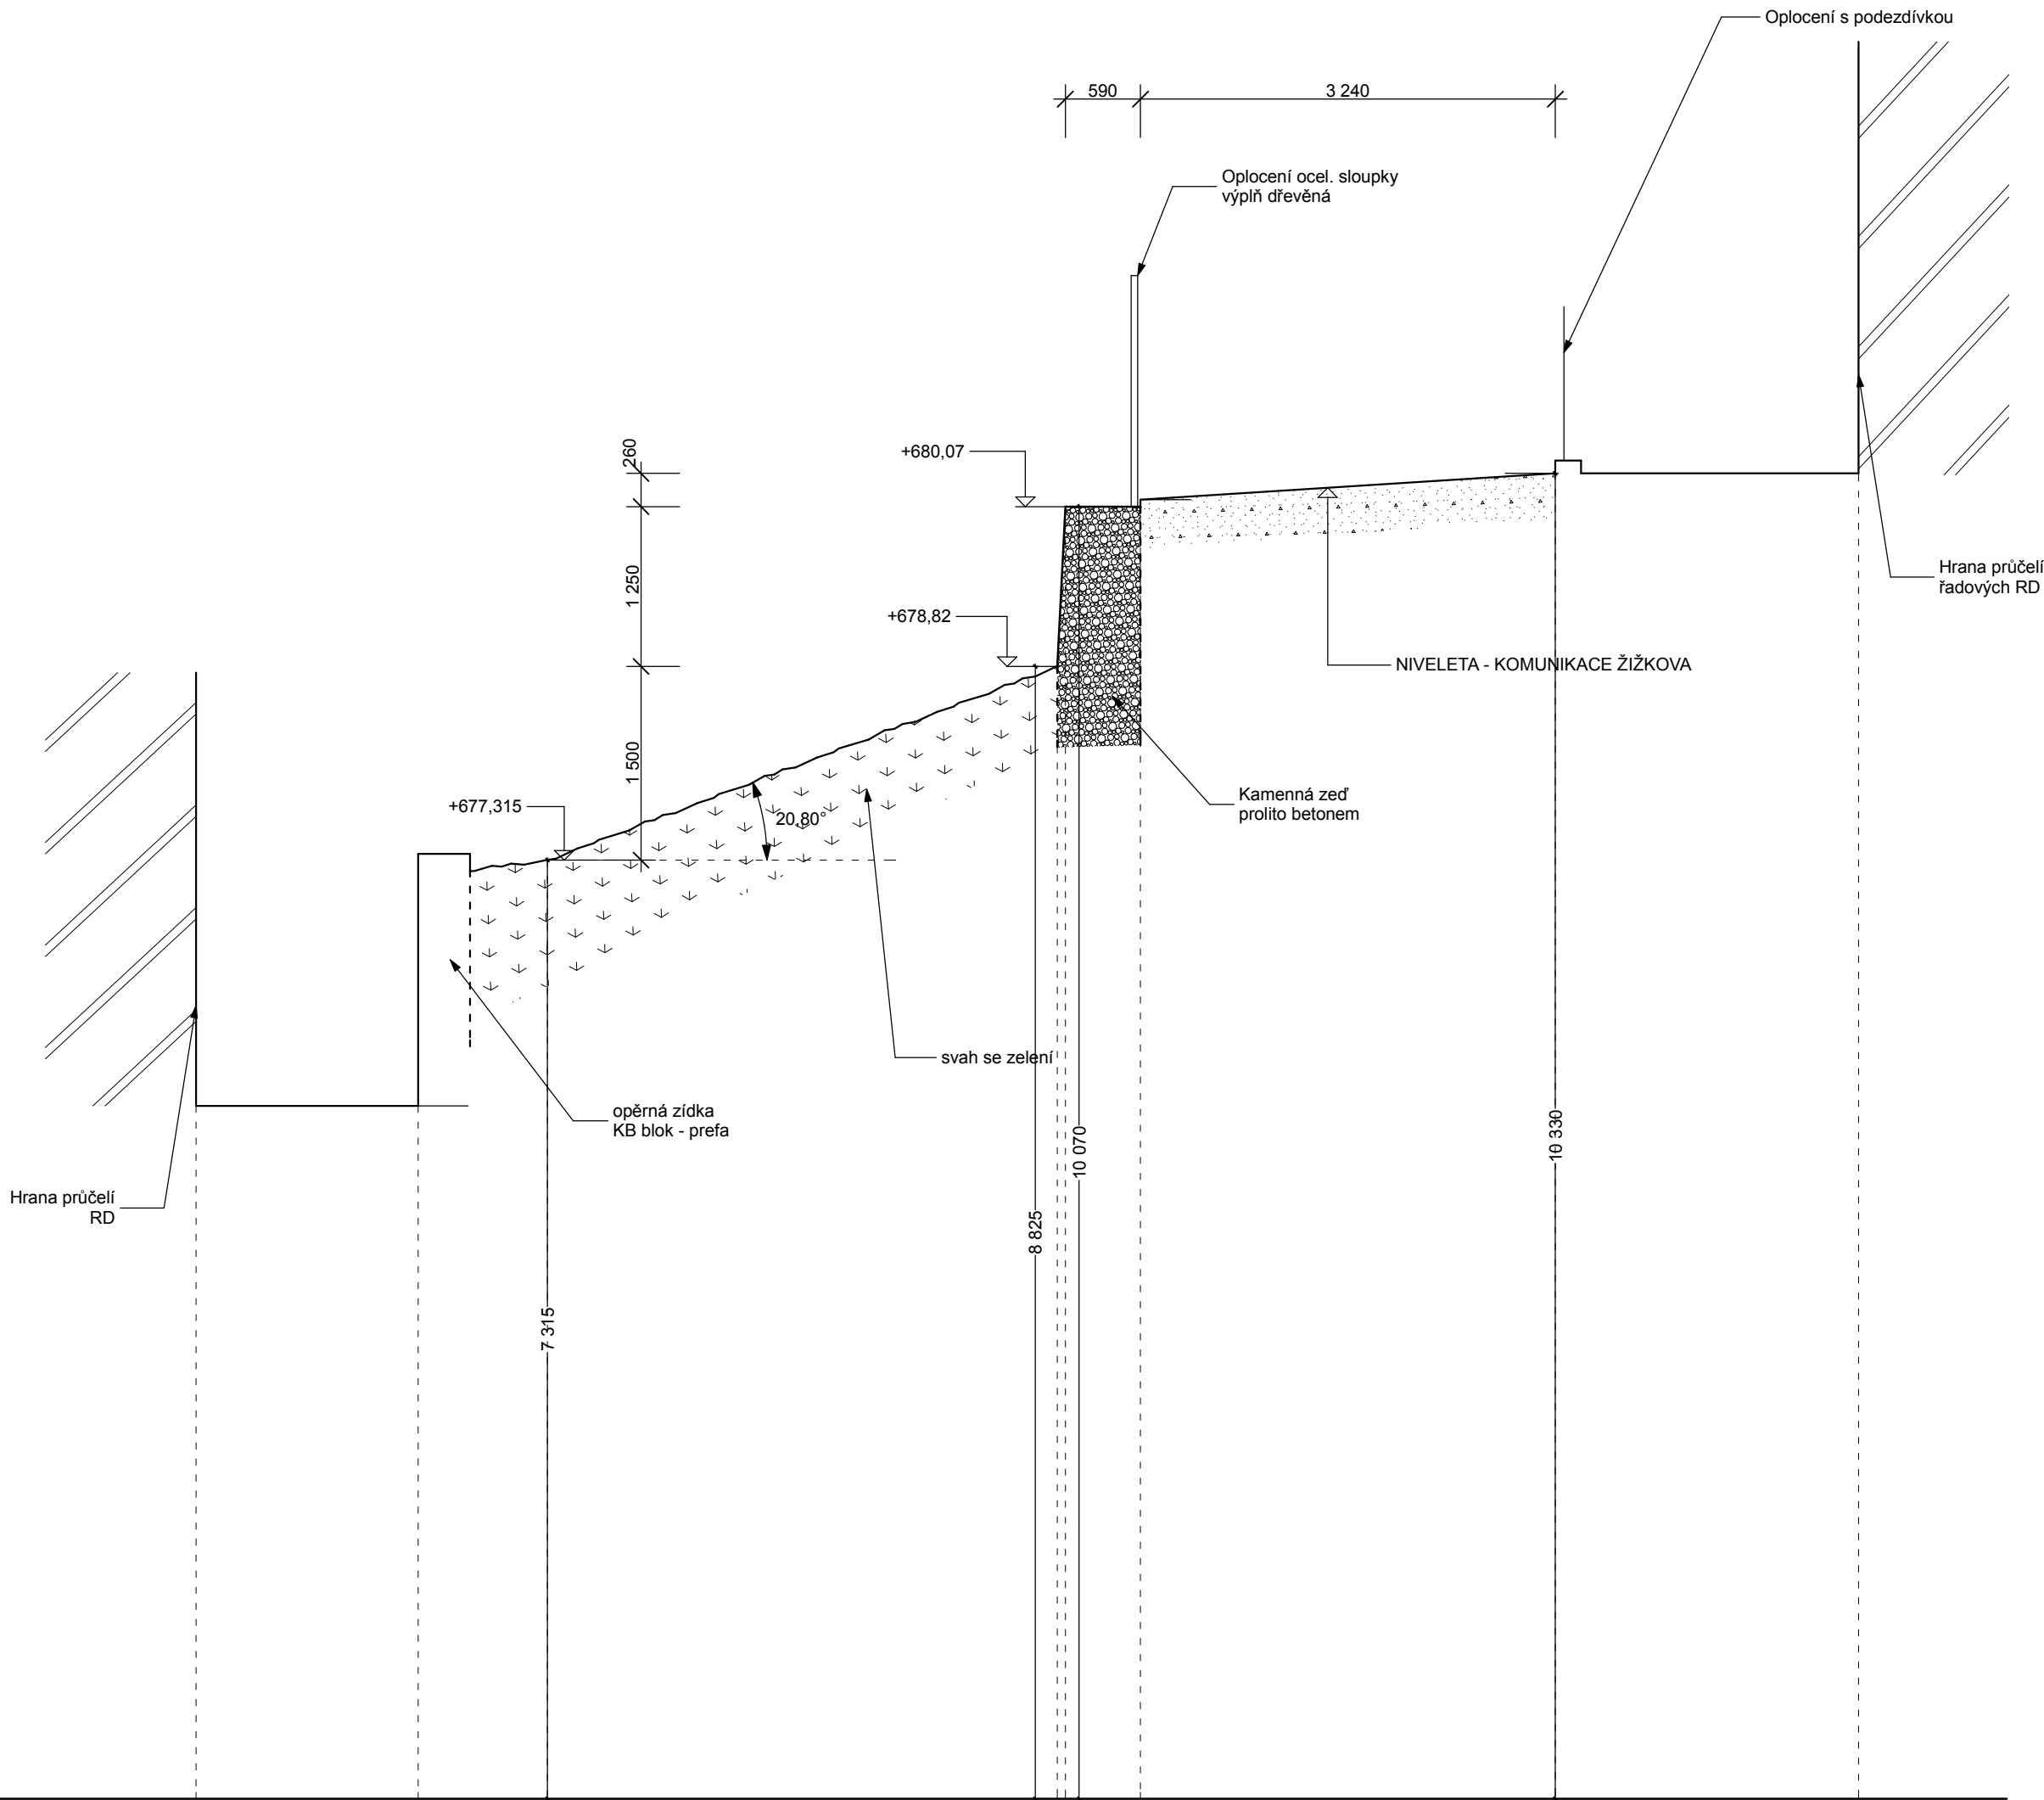 Oplocení s podezdívkou
590
3 240
Oplocení ocel. sloupky
výplň dřevěná
260
+680,07
1 250
Hrana průčelí
řadových RD
+678,82
NIVELETA - KOMUNIKACE ŽIŽKOVA
1 500
Kamenná zeď
prolito betonem
+677,315
20,80°
svah se zelení
opěrná zídka
KB blok - prefa
10 070
10 330
Hrana průčelí
RD
8 825
7 315